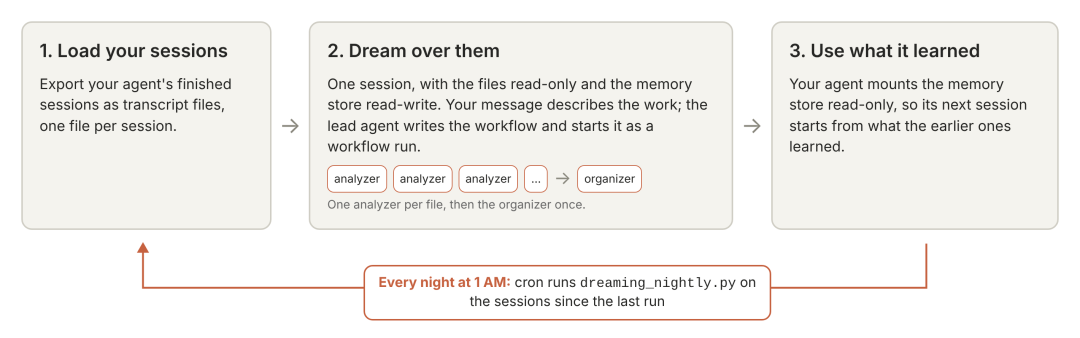 1. Load your sessions
Export your agent's finished
sessions as transcript files,
one file per session.
2. Dream over them
One session, with the files read-only and the memory
store read-write. Your message describes the work; the
lead agent writes the workflow and starts it as a
workflow run.
analyzer analyzer analyzer ... → organizer
One analyzer per file, then the organizer once.
3. Use what it learned
Your agent mounts the memory
store read-only, so its next session
starts from what the earlier ones
learned.
Every night at 1 AM: cron runs dreaming_nightly.py on
the sessions since the last run